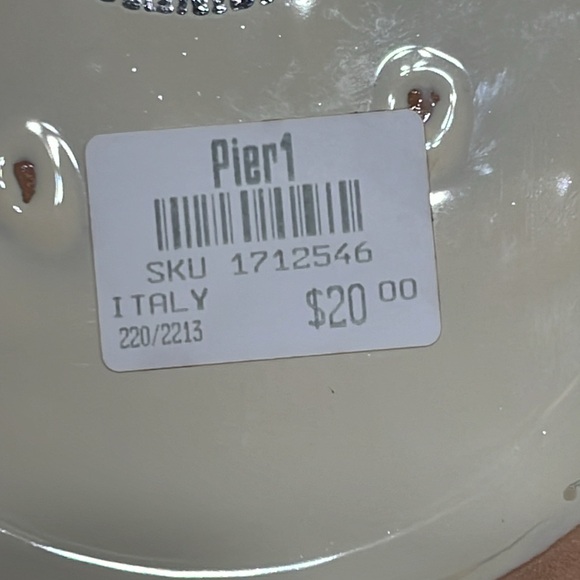 Pier1
SKU 1712546
ITALY
$20 00
220/2213